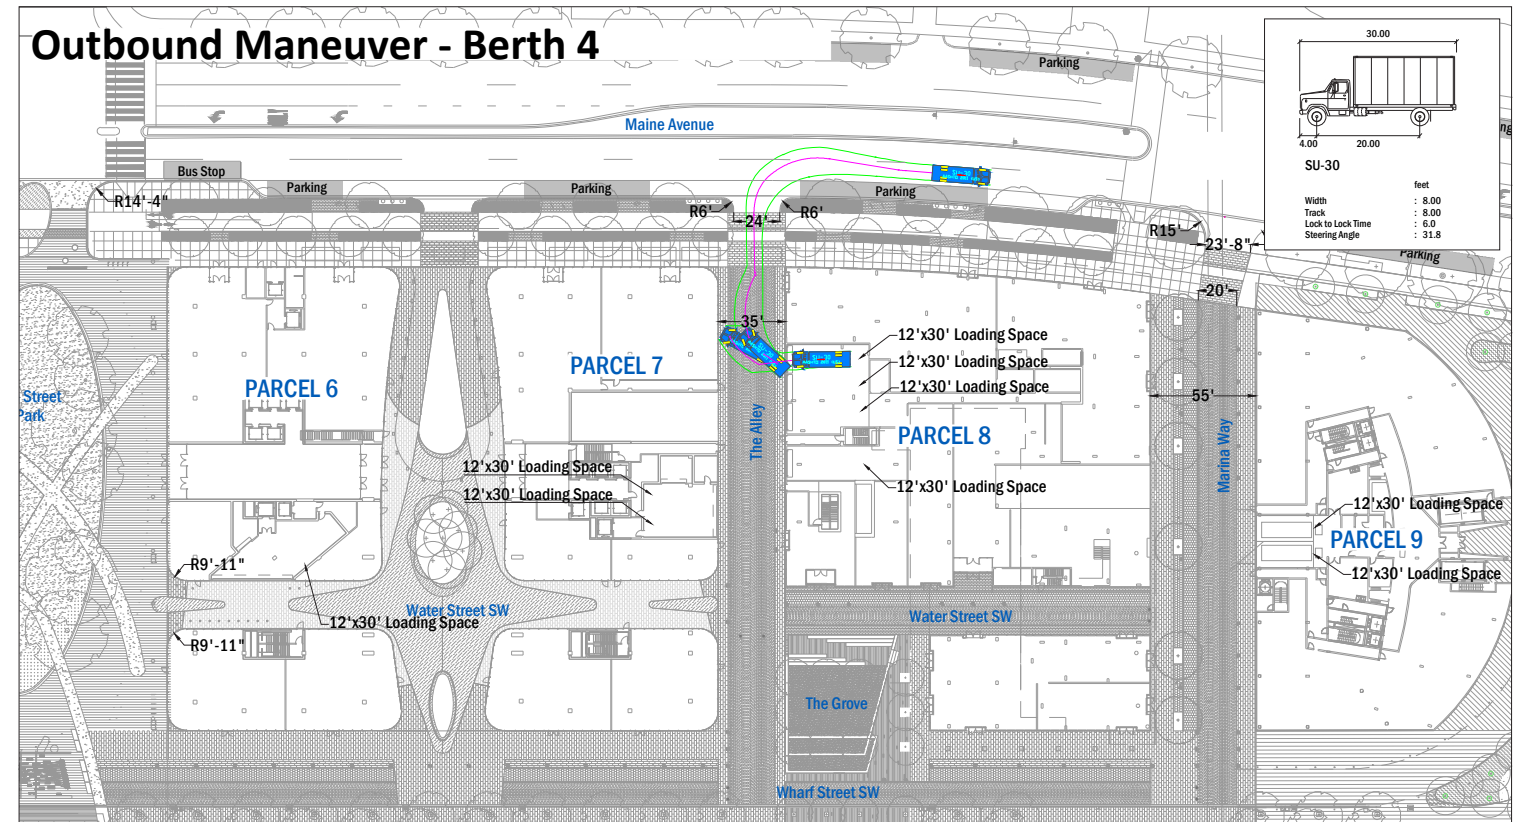 Outbound Maneuver - Berth 4
30.00
4.00
20.00
SU-30
feet
Width : 8.00
Track : 8.00
Lock to Lock Time : 6.0
Steering Angle : 31.8
Parking
Maine Avenue
Bus Stop
Parking
Parking
Parking
Parking
R14'-4"
R6'
24'
R6'
R15'
23'-8"
20'
35'
55'
12'x30' Loading Space
12'x30' Loading Space
12'x30' Loading Space
PARCEL 6
PARCEL 7
PARCEL 8
PARCEL 9
Street
Park
The Alley
Marina Way
12'x30' Loading Space
12'x30' Loading Space
12'x30' Loading Space
12'x30' Loading Space
12'x30' Loading Space
R9'-11"
R9'-11"
Water Street SW
12'x30' Loading Space
Water Street SW
The Grove
Wharf Street SW